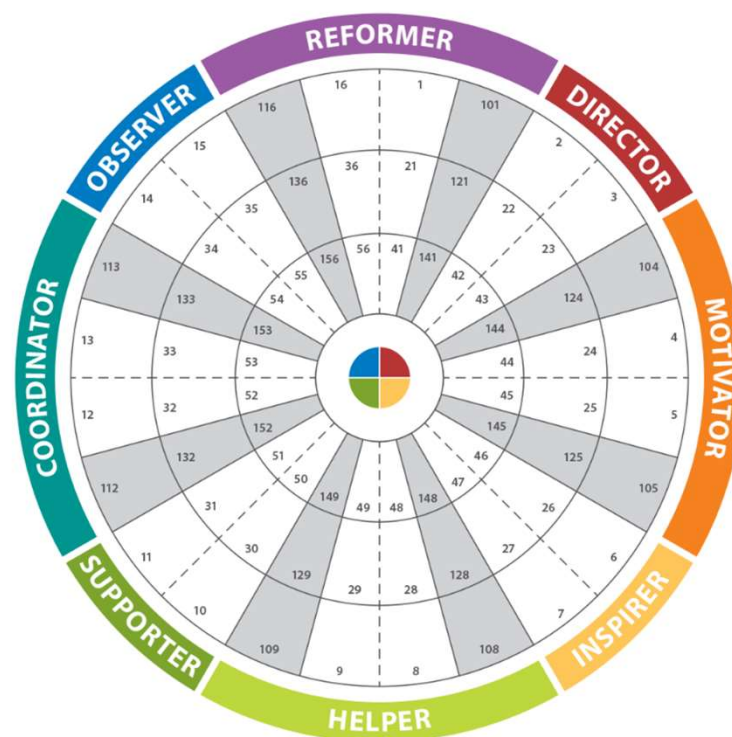 REFORMER
DIRECTOR
MOTIVATOR
INSPIRER
HELPER
SUPPORTER
COORDINATOR
OBSERVER
116 16 1 101
15 2
14 3
136 36 21 121
113 104
35 22
34 23
156 56 41 141
133 124
55 42
54 43
153 144
13 33 53 44 24 4
12 32 52 45 25 5
152 145
132 125
51 46
50 47
112 105
149 49 48 148
31 26
30 27
11 6
129 29 28 128
10 7
109 9 8 108